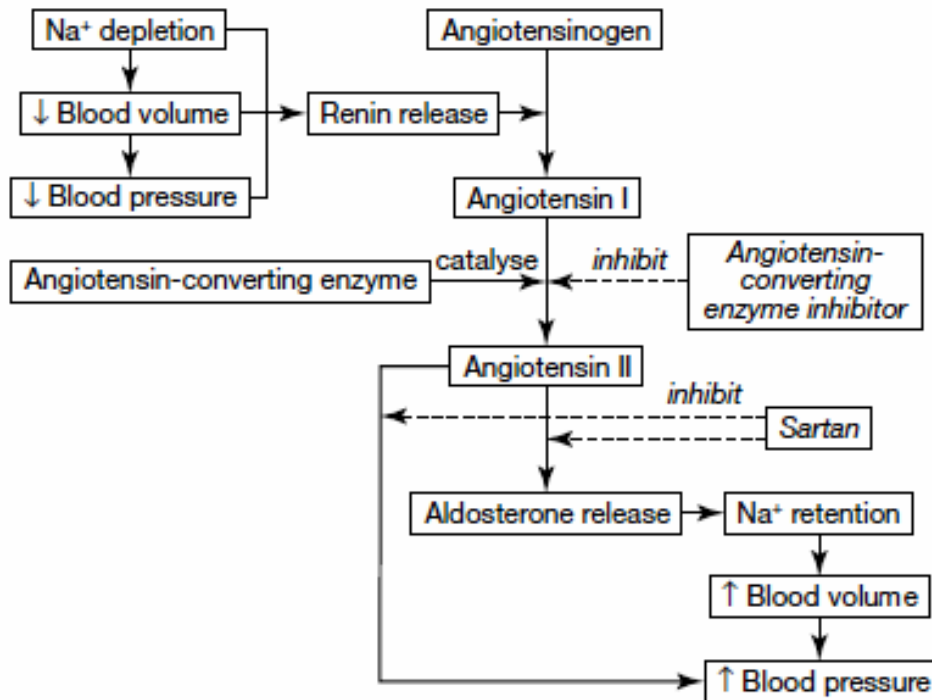 Na⁺ depletion
Angiotensinogen
↓ Blood volume
Renin release
↓ Blood pressure
Angiotensin I
Angiotensin-converting enzyme
catalyse
inhibit
Angiotensin-
converting
enzyme inhibitor
Angiotensin II
inhibit
Sartan
Aldosterone release
Na⁺ retention
↑ Blood volume
↑ Blood pressure